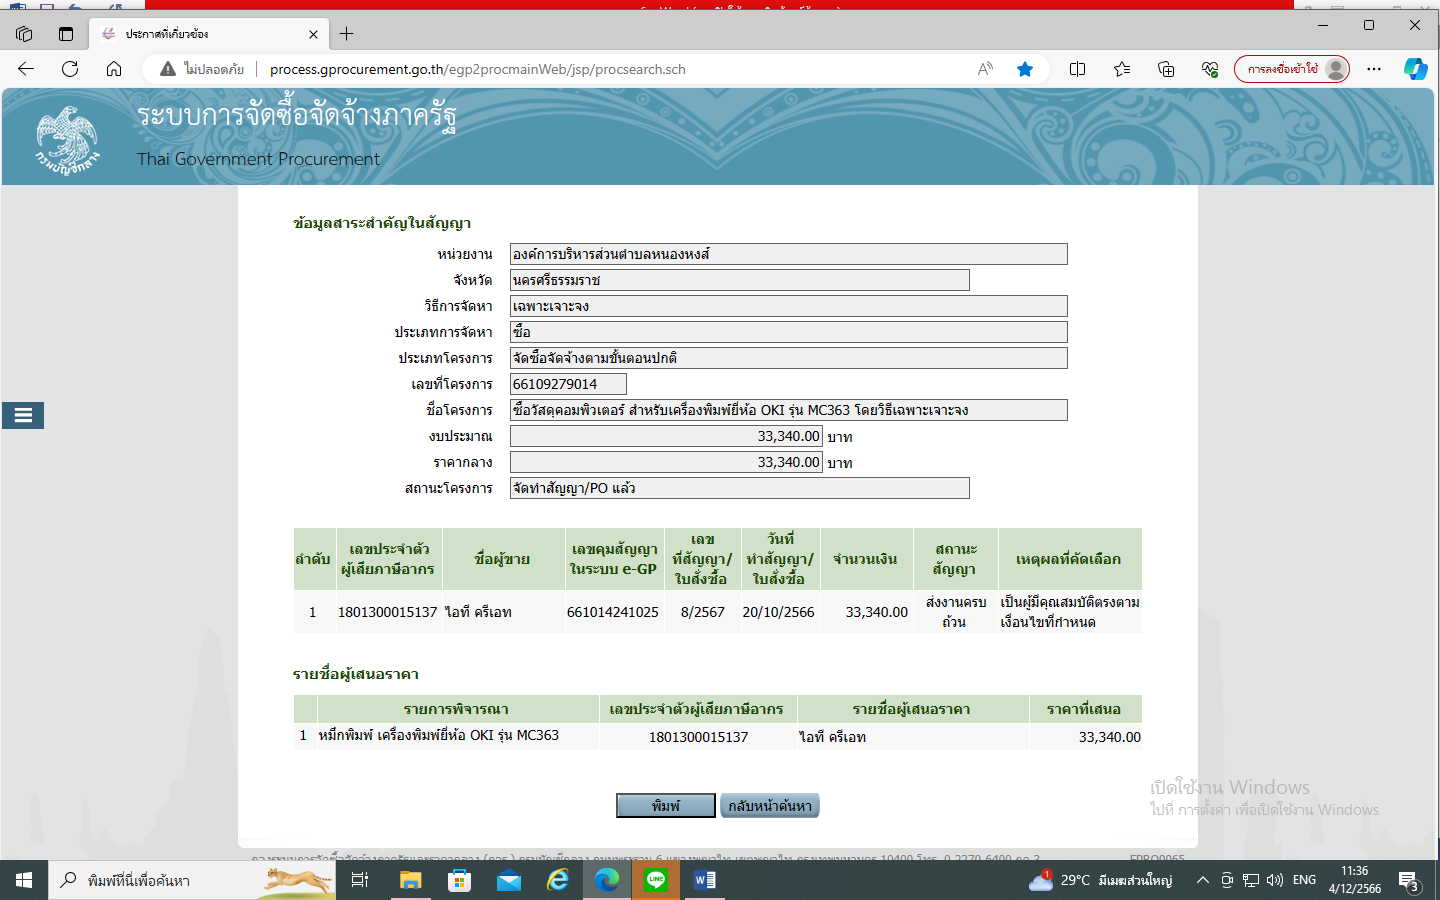 ประกาศที่เกี่ยวข้อง
ไม่ปลอดภัย
process.gprocurement.go.th/egp2procmainWeb/jsp/procsearch.sch
การลงชื่อเข้าใช้
ระบบการจัดซื้อจัดจ้างภาครัฐ
Thai Government Procurement
กรมบัญชีกลาง
ข้อมูลสาระสำคัญในสัญญา
หน่วยงาน องค์การบริหารส่วนตำบลหนองหงส์
จังหวัด นครศรีธรรมราช
วิธีการจัดหา เฉพาะเจาะจง
ประเภทการจัดหา ซื้อ
ประเภทโครงการ จัดซื้อจัดจ้างตามขั้นตอนปกติ
เลขที่โครงการ 66109279014
ชื่อโครงการ ซื้อวัสดุคอมพิวเตอร์ สำหรับเครื่องพิมพ์ยี่ห้อ OKI รุ่น MC363 โดยวิธีเฉพาะเจาะจง
งบประมาณ 33,340.00 บาท
ราคากลาง 33,340.00 บาท
สถานะโครงการ จัดทำสัญญา/PO แล้ว
ลำดับ เลขประจำตัวผู้เสียภาษีอากร ชื่อผู้ขาย เลขคุมสัญญาในระบบ e-GP เลขที่สัญญา/ใบสั่งซื้อ วันที่ทำสัญญา/ใบสั่งซื้อ จำนวนเงิน สถานะสัญญา เหตุผลที่คัดเลือก
1 1801300015137 ไอที ครีเอท 661014241025 8/2567 20/10/2566 33,340.00 ส่งงานครบถ้วน เป็นผู้มีคุณสมบัติตรงตามเงื่อนไขที่กำหนด
รายชื่อผู้เสนอราคา
รายการพิจารณา เลขประจำตัวผู้เสียภาษีอากร รายชื่อผู้เสนอราคา ราคาที่เสนอ
1 หมึกพิมพ์ เครื่องพิมพ์ยี่ห้อ OKI รุ่น MC363 1801300015137 ไอที ครีเอท 33,340.00
พิมพ์ กลับหน้าค้นหา
เปิดใช้งาน Windows
ไปที่ การตั้งค่า เพื่อเปิดใช้งาน Windows
พิมพ์ที่นี่เพื่อค้นหา
LINE
1
29°C มีเมฆส่วนใหญ่
ENG
11:36
4/12/2566
3